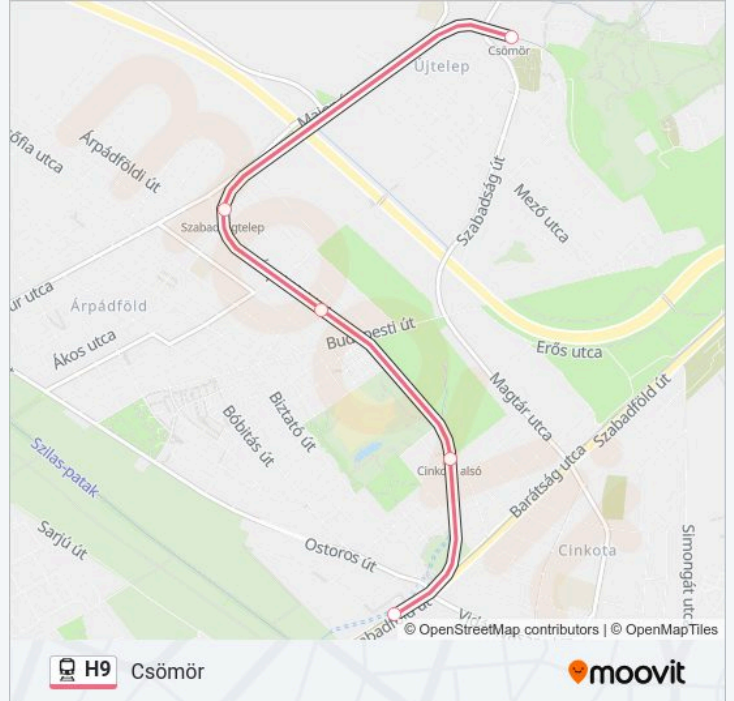 Csömör
Újtelep
Árpádföldi út
Szabadság út
Mező utca
Árpádföld
Ákos utca
Budapesti út
Erős utca
Biztató út
Bóbitás út
Magtár utca
Szabadföld út
Szilas-patak
Barátság utca
Sarjú út
Ostoros út
Cinkota
© OpenStreetMap contributors | © OpenMapTiles
H9 Csömör
moovit